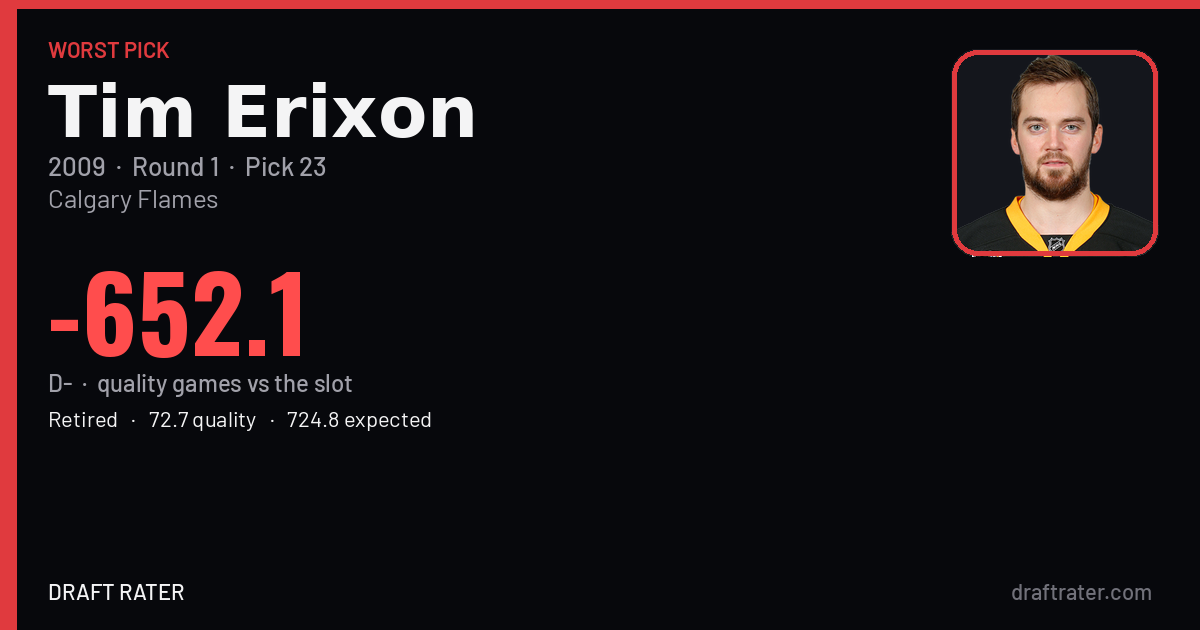 WORST PICK
Tim Erixon
2009 · Round 1 · Pick 23
Calgary Flames
-652.1
D- · quality games vs the slot
Retired · 72.7 quality · 724.8 expected
DRAFT RATER
draftrater.com